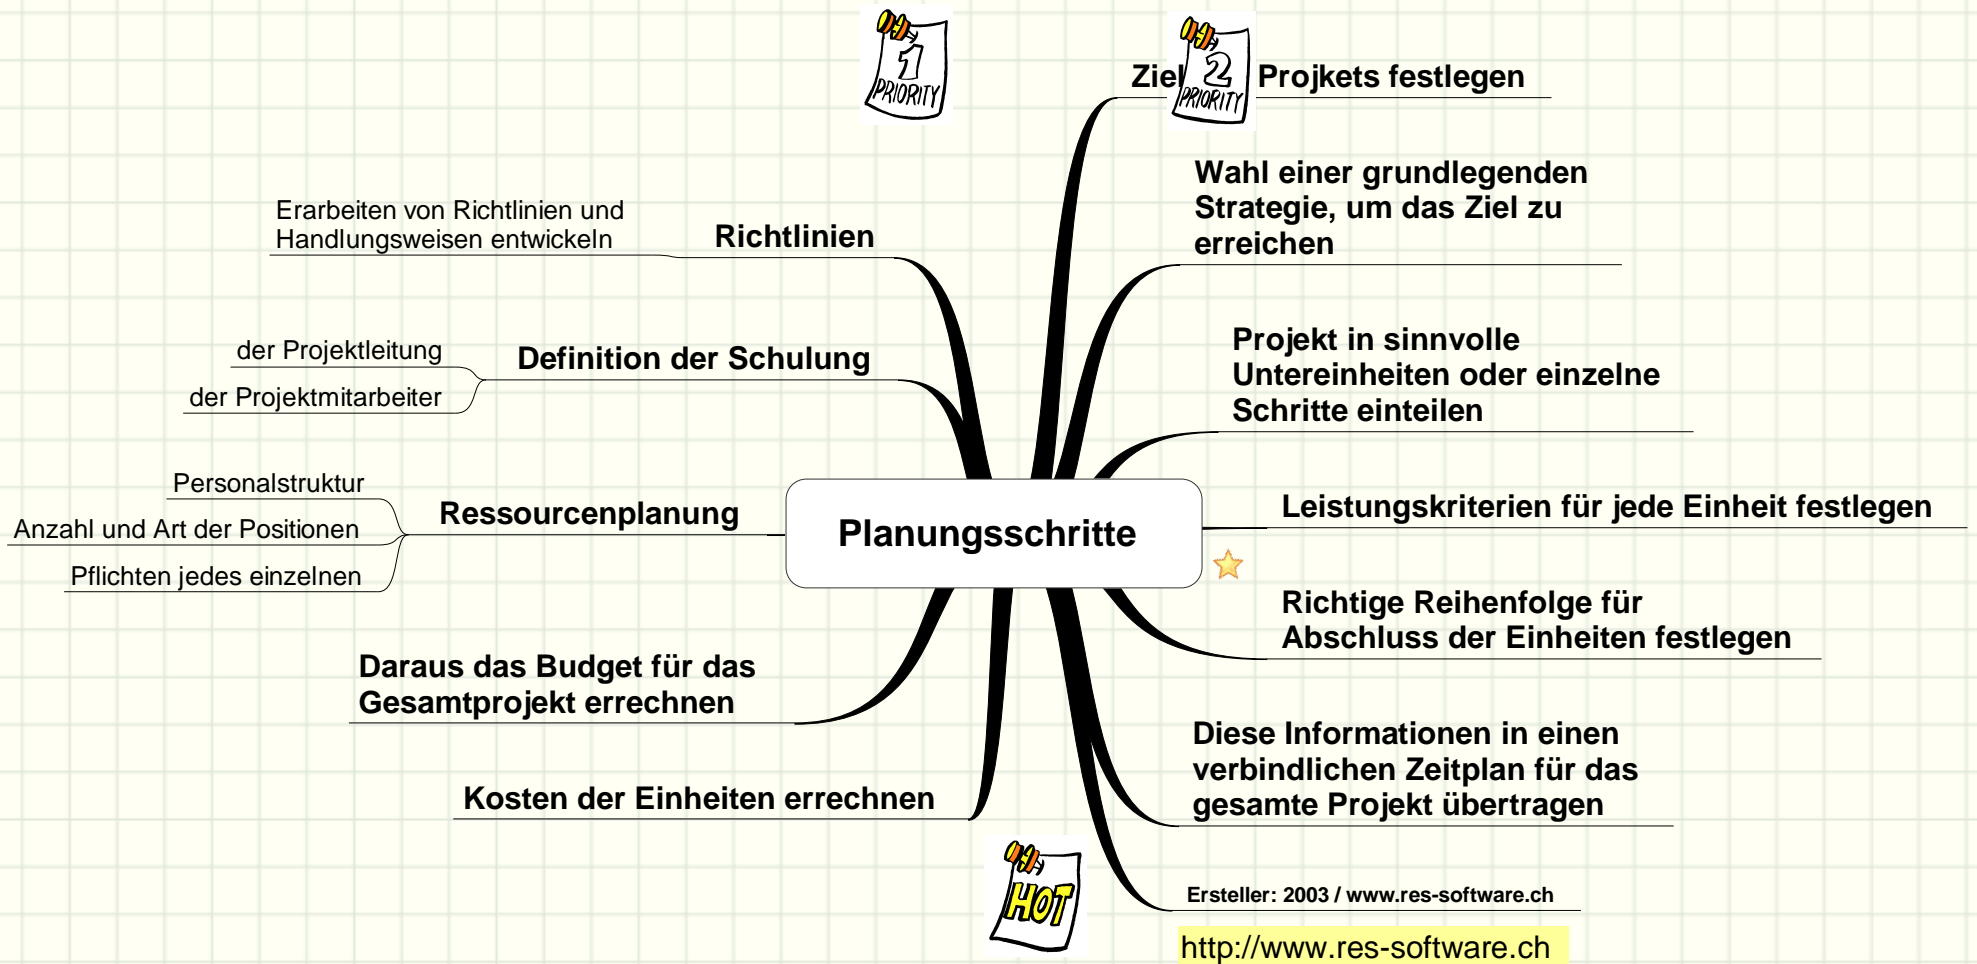 1
PRIORITY
Ziel
2
PRIORITY
Projkets festlegen
Wahl einer grundlegenden
Strategie, um das Ziel zu
erreichen
Projekt in sinnvolle
Untereinheiten oder einzelne
Schritte einteilen
Leistungskriterien für jede Einheit festlegen
Richtige Reihenfolge für
Abschluss der Einheiten festlegen
Diese Informationen in einen
verbindlichen Zeitplan für das
gesamte Projekt übertragen
Ersteller: 2003 / www.res-software.ch
http://www.res-software.ch
Planungsschritte
Richtlinien
Erarbeiten von Richtlinien und
Handlungsweisen entwickeln
Definition der Schulung
der Projektleitung
der Projektmitarbeiter
Ressourcenplanung
Personalstruktur
Anzahl und Art der Positionen
Pflichten jedes einzelnen
Daraus das Budget für das
Gesamtprojekt errechnen
Kosten der Einheiten errechnen
HOT